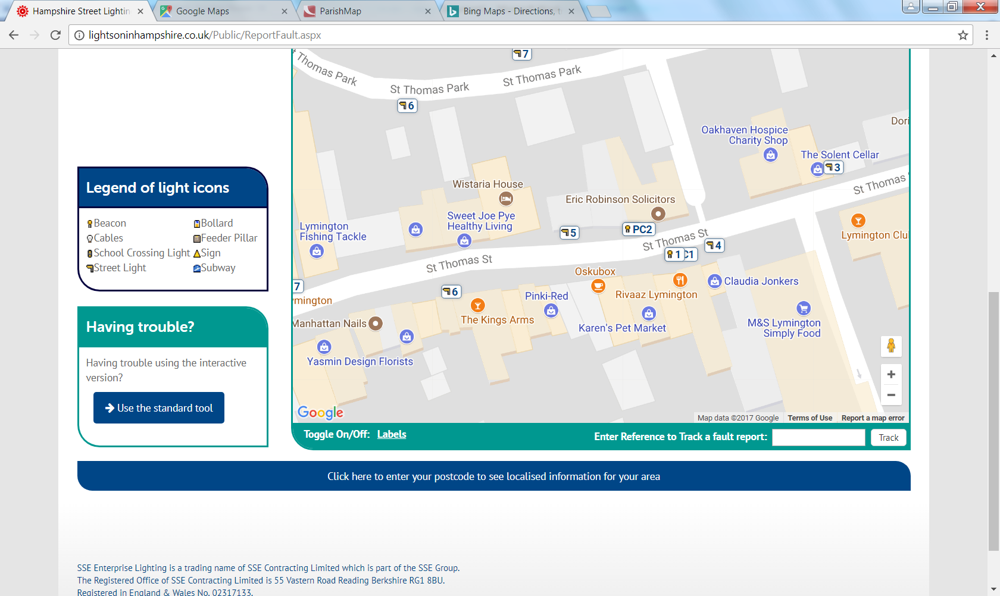 Hampshire Street Lightin
Google Maps
ParishMap
Bing Maps - Directions, t
lightsoninhampshire.co.uk/Public/ReportFault.aspx
Legend of light icons
Beacon
Bollard
Cables
Feeder Pillar
School Crossing Light
Sign
Street Light
Subway
Having trouble?
Having trouble using the interactive
version?
Use the standard tool
7
St Thomas Park
St Thomas Park
St Thomas Park
6
Oakhaven Hospice
Charity Shop
Dori
The Solent Cellar
3
St Thomas S
Wistaria House
Eric Robinson Solicitors
Sweet Joe Pye
Healthy Living
Lymington
Fishing Tackle
5
PC2
St Thomas St
4
1
C1
Lymington Clu
St Thomas St
Oskubox
Claudia Jonkers
7
6
Rivaaz Lymington
Pinki-Red
mington
The Kings Arms
Manhattan Nails
Karen's Pet Market
M&S Lymington
Simply Food
Yasmin Design Florists
+
−
Google
Map data ©2017 Google
Terms of Use
Report a map error
Toggle On/Off: Labels
Enter Reference to Track a fault report:
Track
Click here to enter your postcode to see localised information for your area
SSE Enterprise Lighting is a trading name of SSE Contracting Limited which is part of the SSE Group.
The Registered Office of SSE Contracting Limited is 55 Vastern Road Reading Berkshire RG1 8BU.
Registered in England & Wales No. 02317133.